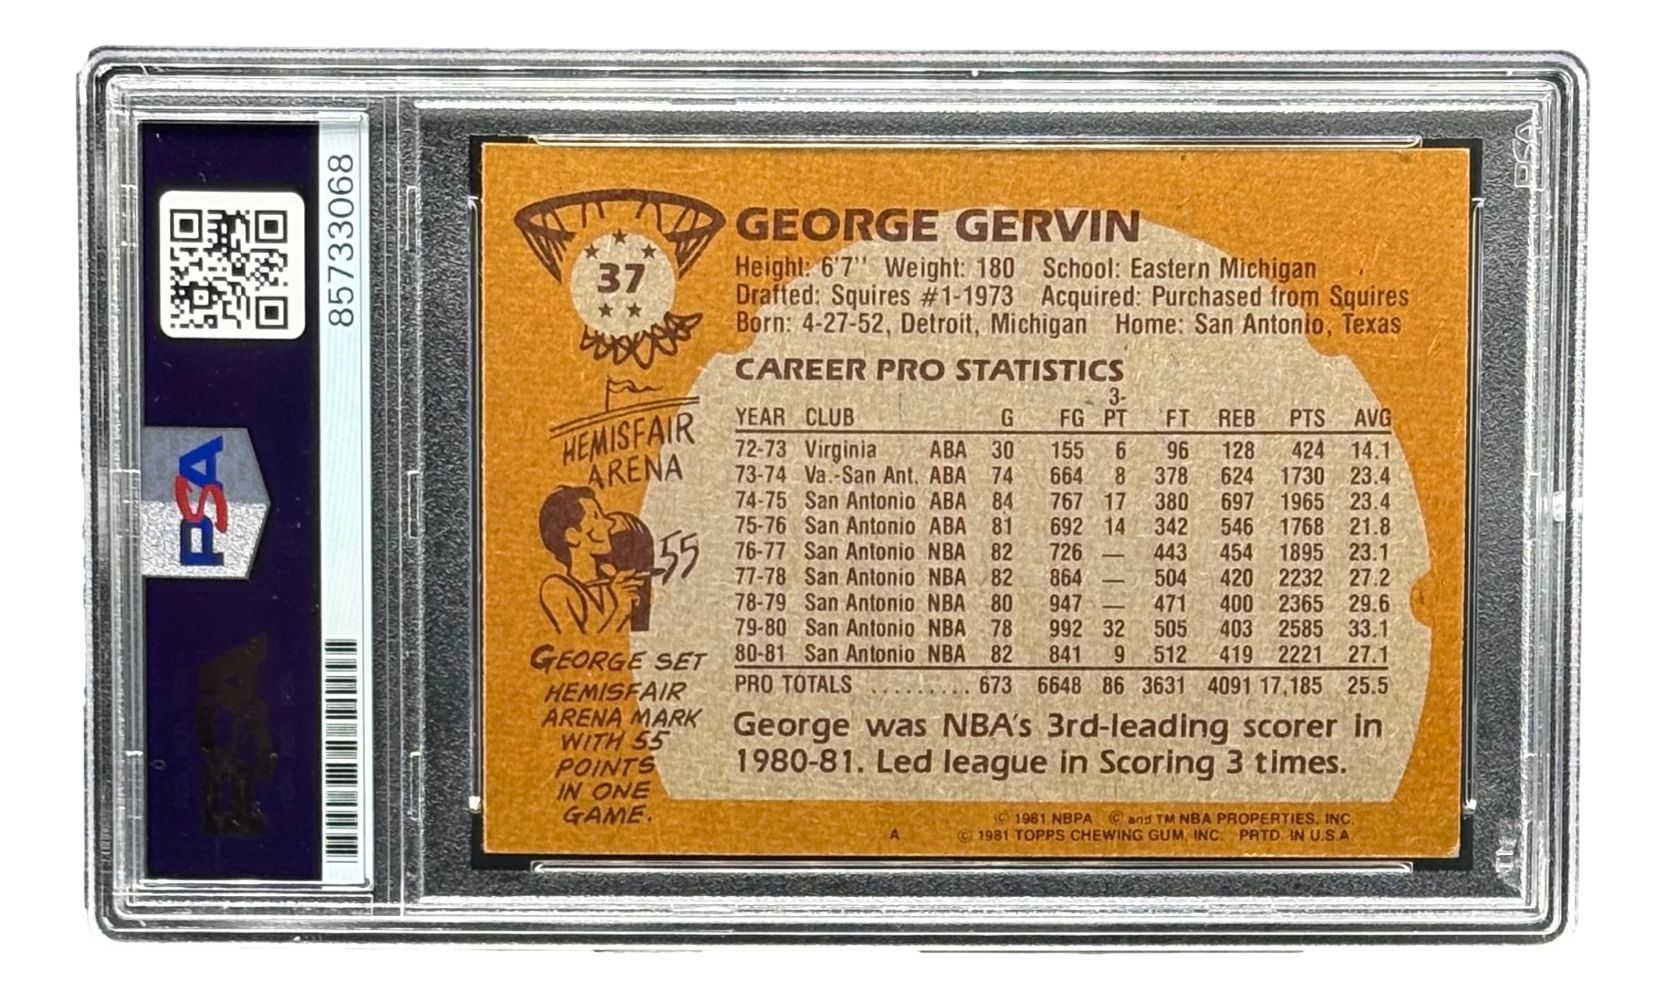 85733068
PSA
PSA
PSA
37
GEORGE GERVIN
Height: 6'7'' Weight: 180 School: Eastern Michigan
Drafted: Squires #1-1973 Acquired: Purchased from Squires
Born: 4-27-52, Detroit, Michigan Home: San Antonio, Texas
CAREER PRO STATISTICS
YEAR CLUB G FG 3-PT FT REB PTS AVG
72-73 Virginia ABA 30 155 6 96 128 424 14.1
73-74 Va.-San Ant. ABA 74 664 8 378 624 1730 23.4
74-75 San Antonio ABA 84 767 17 380 697 1965 23.4
75-76 San Antonio ABA 81 692 14 342 546 1768 21.8
76-77 San Antonio NBA 82 726 — 443 454 1895 23.1
77-78 San Antonio NBA 82 864 — 504 420 2232 27.2
78-79 San Antonio NBA 80 947 — 471 400 2365 29.6
79-80 San Antonio NBA 78 992 32 505 403 2585 33.1
80-81 San Antonio NBA 82 841 9 512 419 2221 27.1
PRO TOTALS ......... 673 6648 86 3631 4091 17,185 25.5
George was NBA's 3rd-leading scorer in
1980-81. Led league in Scoring 3 times.
HEMISFAIR
ARENA
55
GEORGE SET
HEMISFAIR
ARENA MARK
WITH 55
POINTS
IN ONE
GAME.
© 1981 NBPA © and TM NBA PROPERTIES, INC.
A © 1981 TOPPS CHEWING GUM, INC. PRTD. IN U.S.A